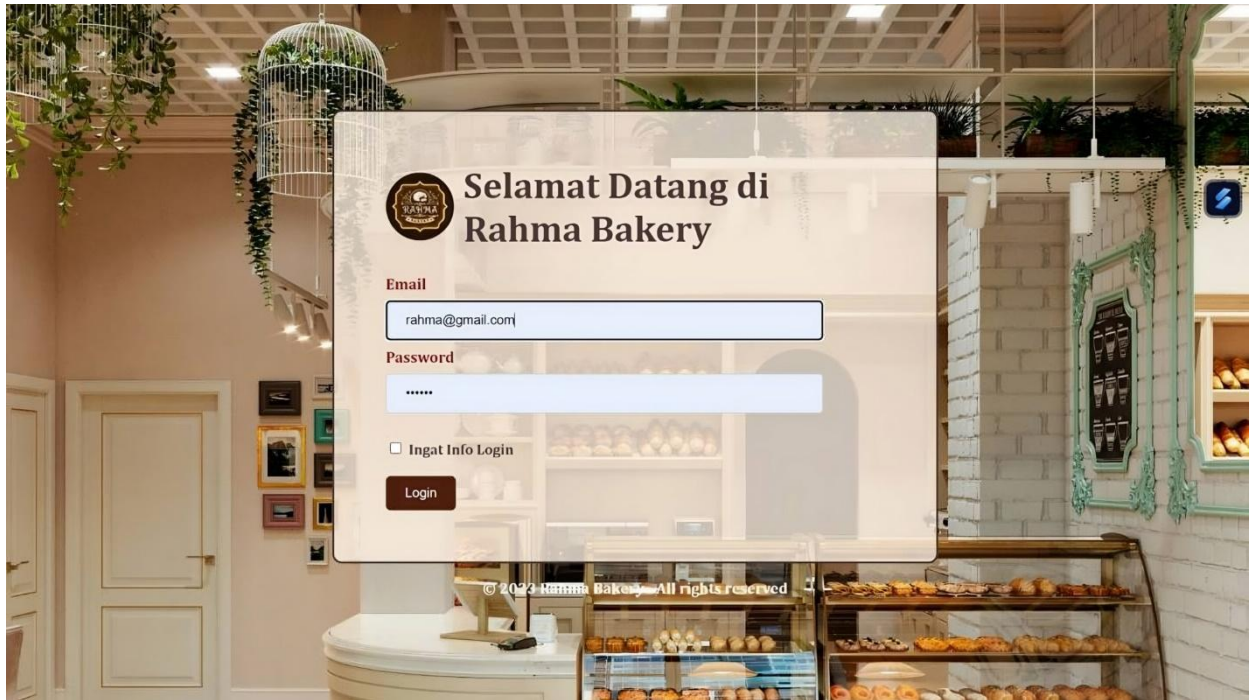 Selamat Datang di
Rahma Bakery
RAHMA
Email
rahma@gmail.com
Password
••••••
Ingat Info Login
Login
© 2023 Rahma Bakery. All rights reserved